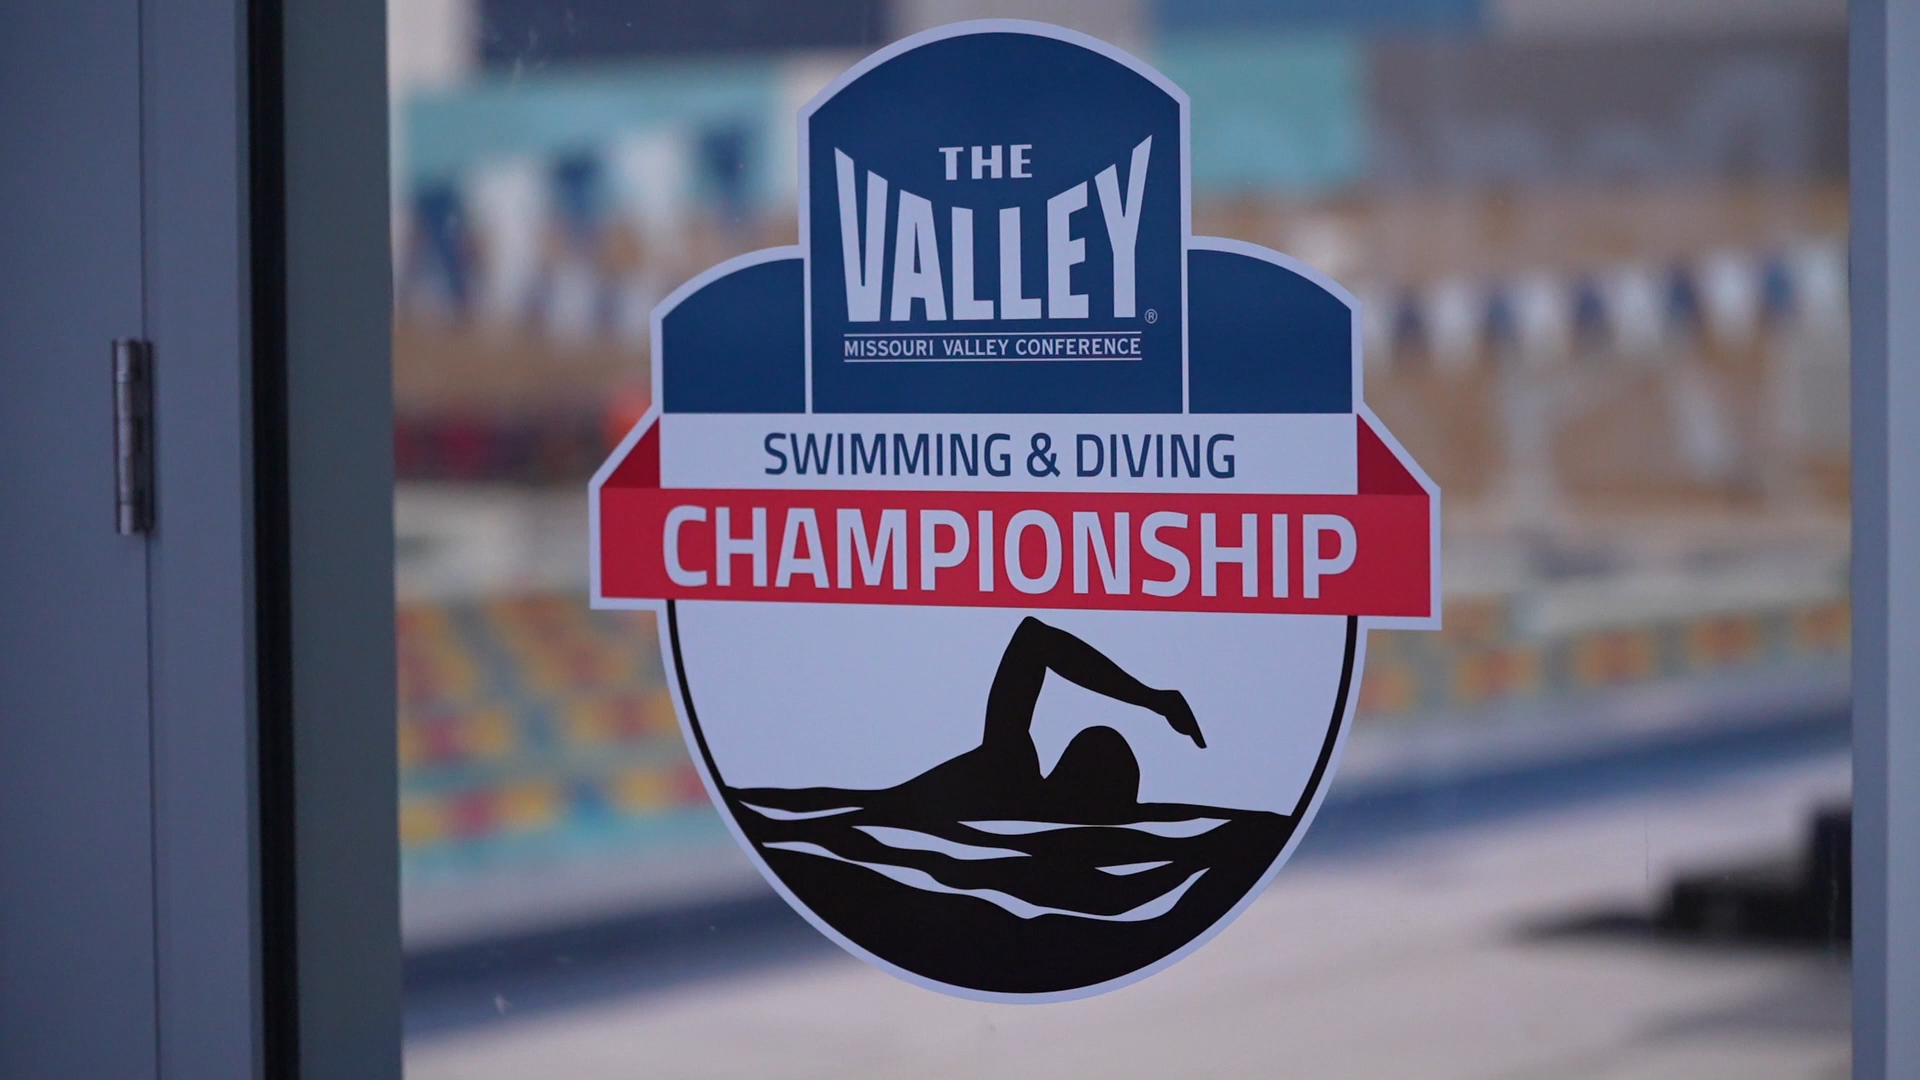 THE
VALLEY®
MISSOURI VALLEY CONFERENCE
SWIMMING & DIVING
CHAMPIONSHIP